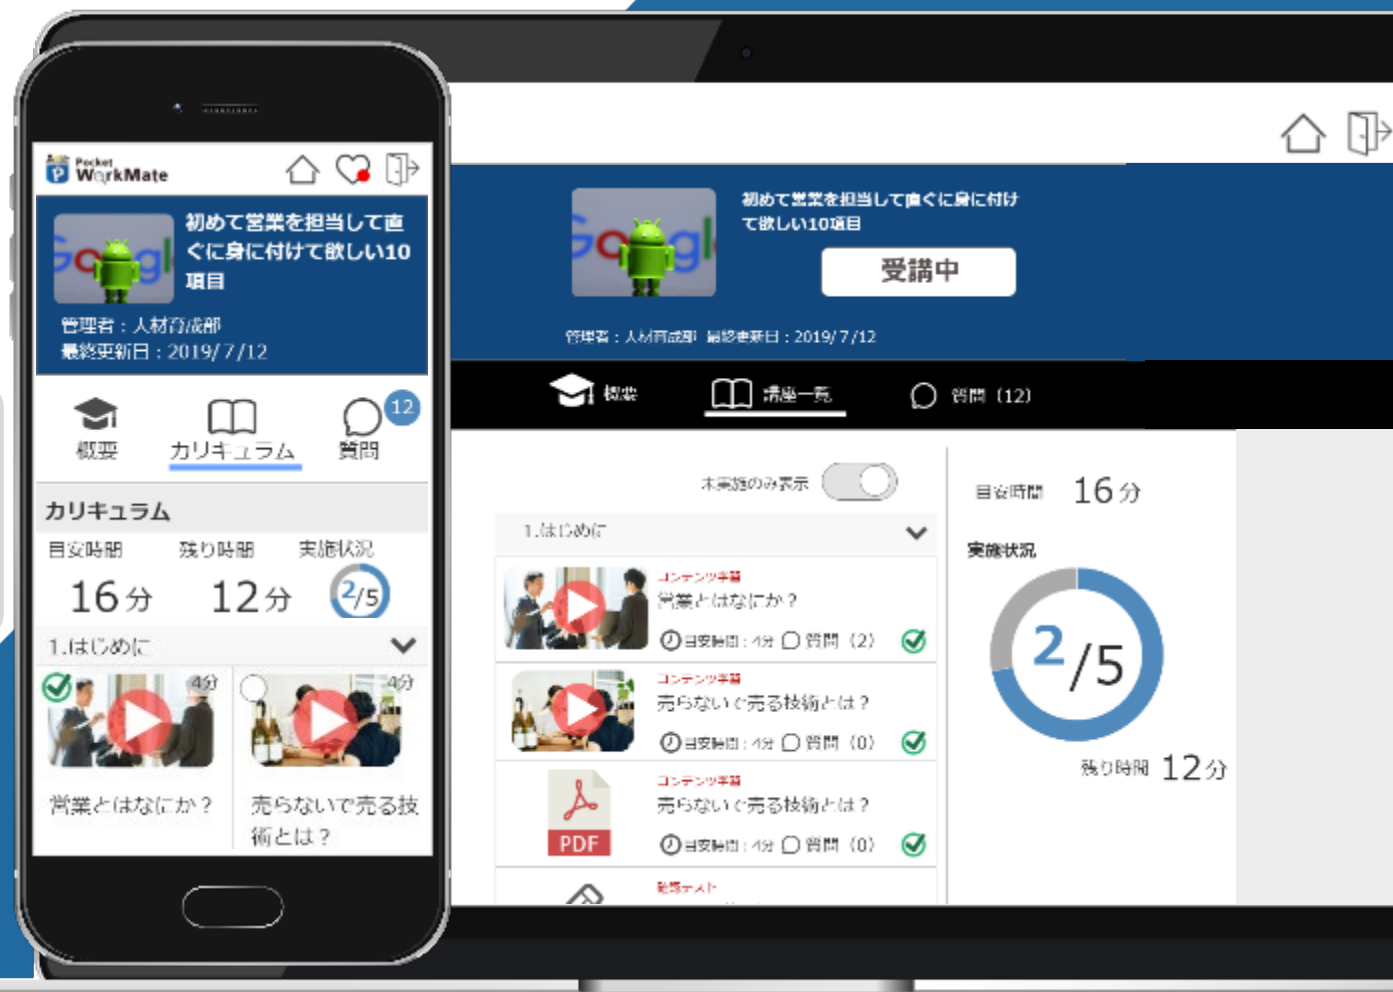 Pocket
WorkMate
初めて営業を担当して直
ぐに身に付けて欲しい10
項目
管理者：人材育成部
最終更新日：2019/7/12
概要
カリキュラム
質問
12
カリキュラム
目安時間
残り時間
実施状況
16分
12分
2/5
1.はじめに
4分
4分
営業とはなにか？
売らないで売る技
術とは？
Google
初めて営業を担当して直ぐに身に付け
て欲しい10項目
受講中
管理者：人材育成部 最終更新日：2019/7/12
概要
講座一覧
質問（12）
未実施のみ表示
1.はじめに
コンテンツ学習
営業とはなにか？
目安時間：4分 質問（2）
コンテンツ学習
売らないで売る技術とは？
目安時間：4分 質問（0）
PDF
コンテンツ学習
売らないで売る技術とは？
目安時間：4分 質問（0）
確認テスト
目安時間 16分
実施状況
2/5
残り時間 12分